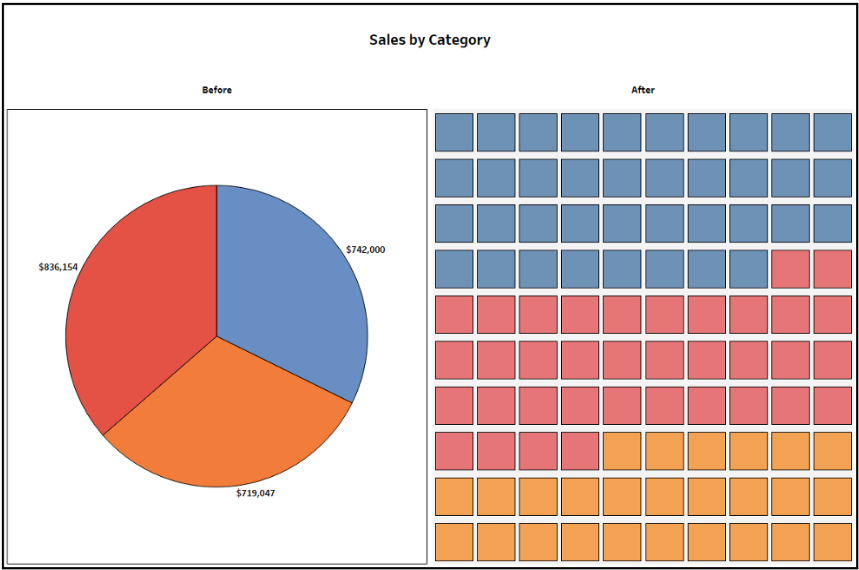 Sales by Category
Before
After
$742,000
$836,154
$719,047